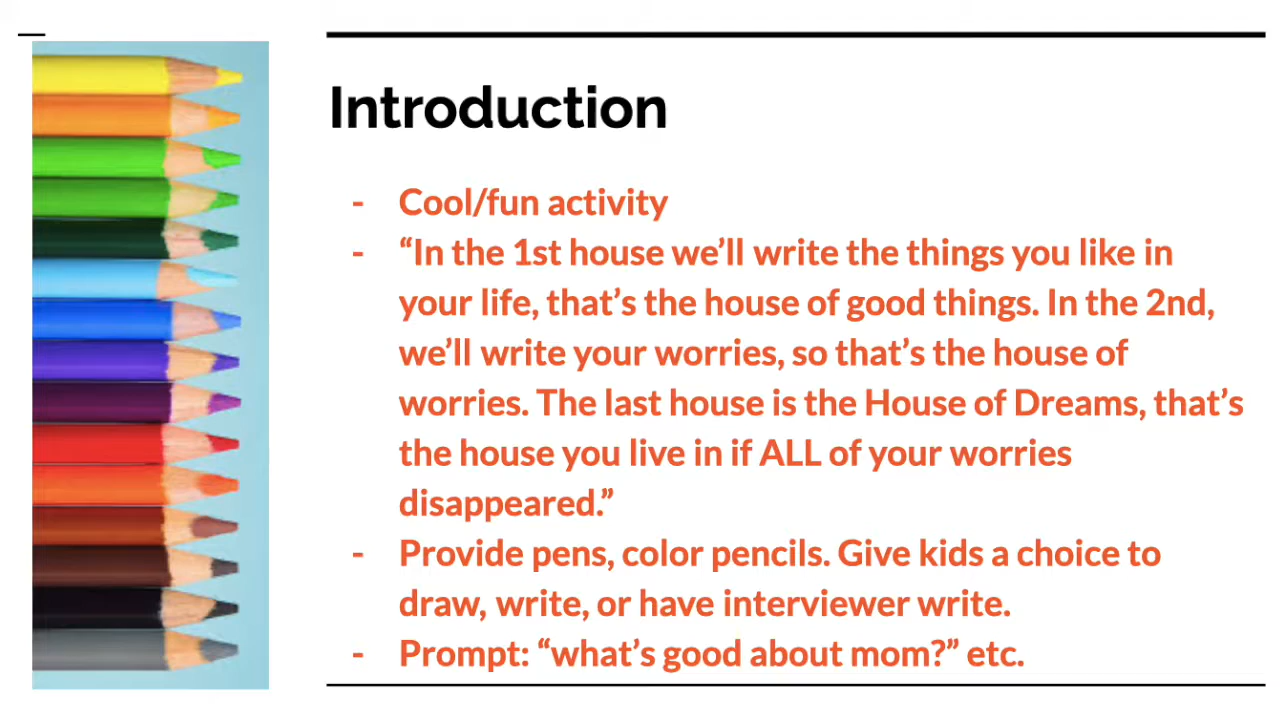 Introduction
- Cool/fun activity
- “In the 1st house we’ll write the things you like in
your life, that’s the house of good things. In the 2nd,
we’ll write your worries, so that’s the house of
worries. The last house is the House of Dreams, that’s
the house you live in if ALL of your worries
disappeared.”
- Provide pens, color pencils. Give kids a choice to
draw, write, or have interviewer write.
- Prompt: “what’s good about mom?” etc.